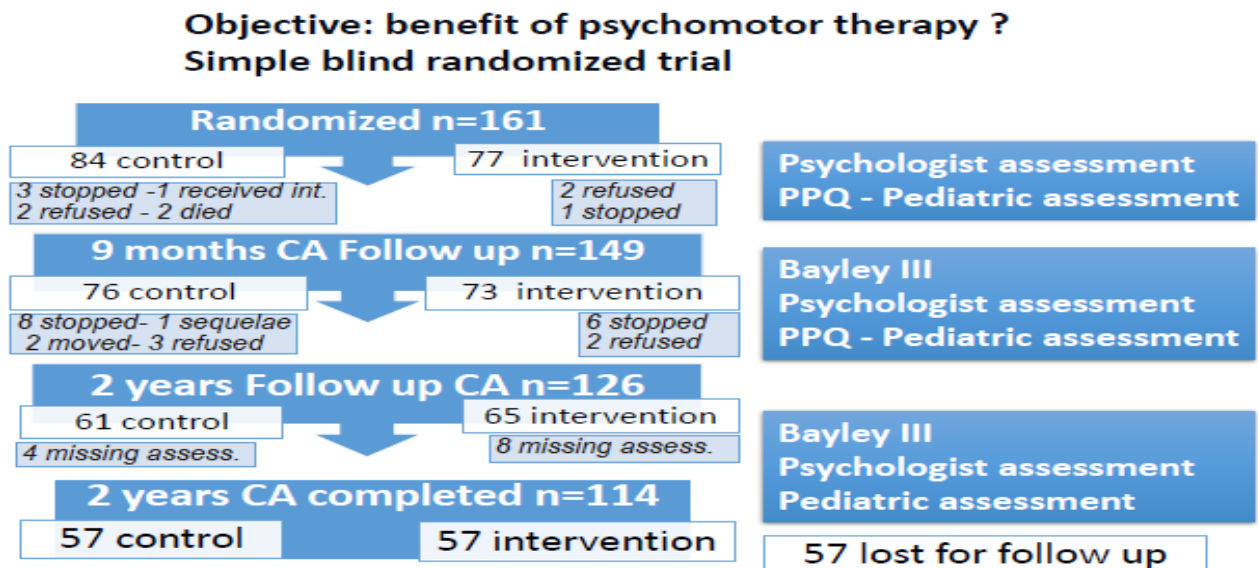 Objective: benefit of psychomotor therapy ?
Simple blind randomized trial
Randomized n=161
84 control
77 intervention
3 stopped -1 received int.
2 refused - 2 died
2 refused
1 stopped
Psychologist assessment
PPQ - Pediatric assessment
9 months CA Follow up n=149
76 control
73 intervention
8 stopped- 1 sequelae
2 moved- 3 refused
6 stopped
2 refused
Bayley III
Psychologist assessment
PPQ - Pediatric assessment
2 years Follow up CA n=126
61 control
65 intervention
4 missing assess.
8 missing assess.
Bayley III
Psychologist assessment
Pediatric assessment
2 years CA completed n=114
57 control
57 intervention
57 lost for follow up